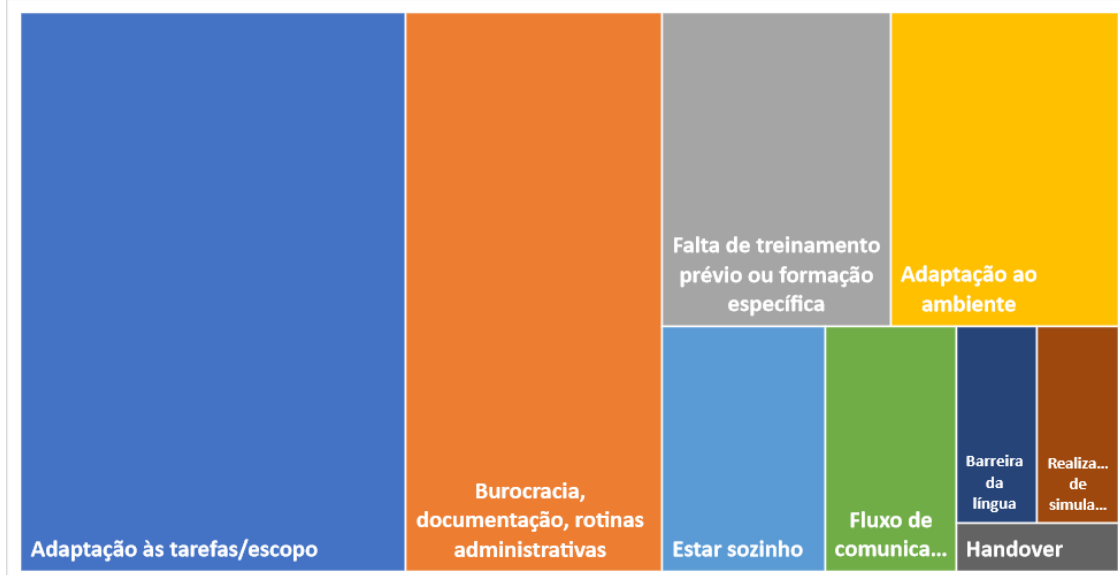 Adaptação às tarefas/escopo
Burocracia,
documentação, rotinas
administrativas
Falta de treinamento
prévio ou formação
específica
Adaptação ao
ambiente
Estar sozinho
Fluxo de
comunica...
Barreira
da
língua
Realiza...
de
simula...
Handover